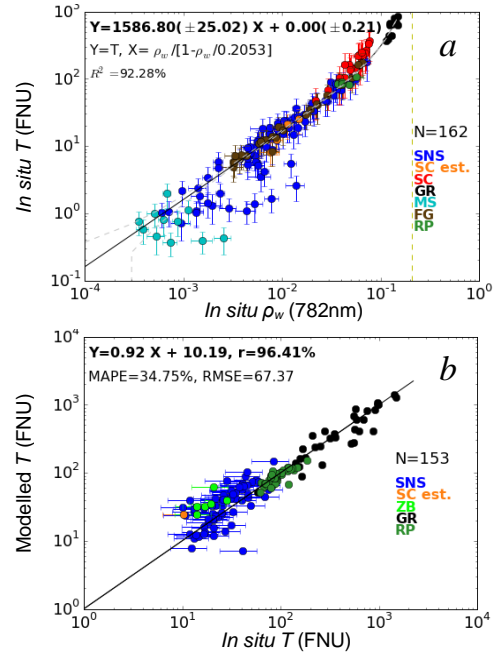 Y=1586.80(±25.02) X + 0.00(±0.21)
Y=T, X= ρw/[1-ρw/0.2053]
R² =92.28%
a
N=162
SNS
SC est.
SC
GR
MS
FG
RP
In situ T (FNU)
10³
10²
10¹
10⁰
10⁻¹
10⁻⁴ 10⁻³ 10⁻² 10⁻¹ 10⁰
In situ ρw (782nm)
Y=0.92 X + 10.19, r=96.41%
MAPE=34.75%, RMSE=67.37
b
N=153
SNS
SC est.
ZB
GR
RP
Modelled T (FNU)
10⁴
10³
10²
10¹
10⁰
10⁰ 10¹ 10² 10³ 10⁴
In situ T (FNU)